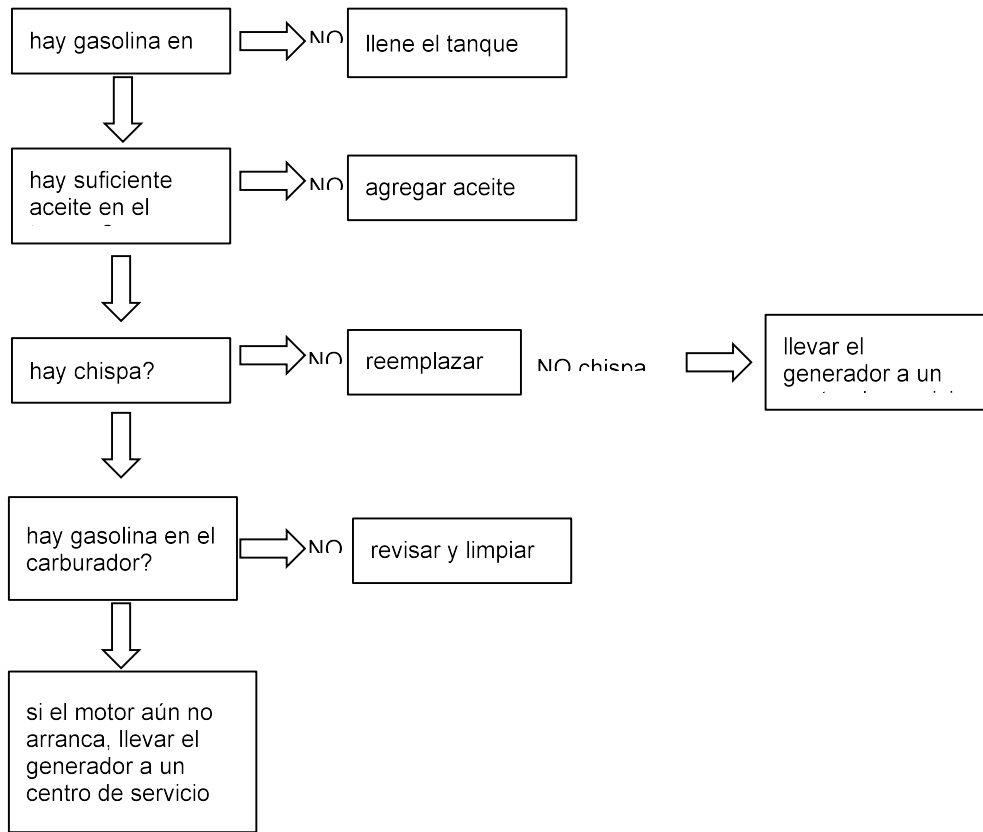 hay gasolina en
NO
llene el tanque
hay suficiente
aceite en el
NO
agregar aceite
hay chispa?
NO
reemplazar
NO chispa
llevar el
generador a un
hay gasolina en el
carburador?
NO
revisar y limpiar
si el motor aún no
arranca, llevar el
generador a un
centro de servicio